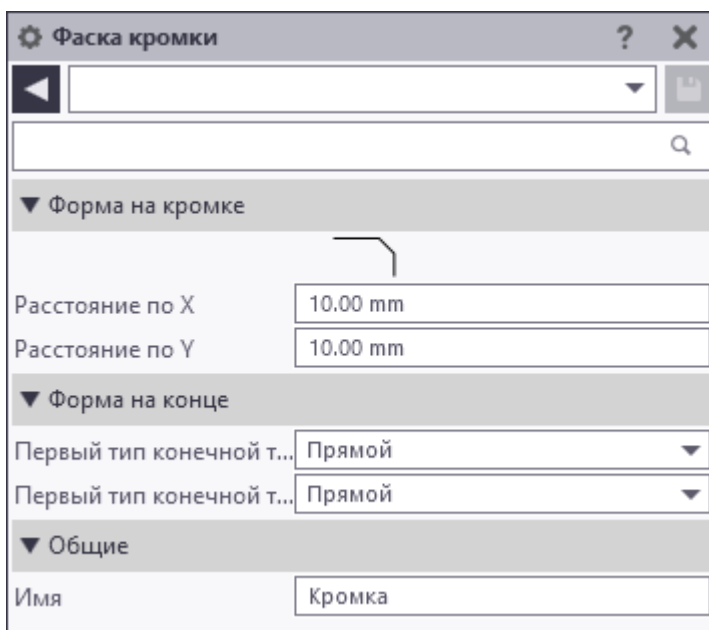 Фаска кромки ?
Форма на кромке
Расстояние по X 10.00 mm
Расстояние по Y 10.00 mm
Форма на конце
Первый тип конечной т... Прямой
Первый тип конечной т... Прямой
Общие
Имя Кромка